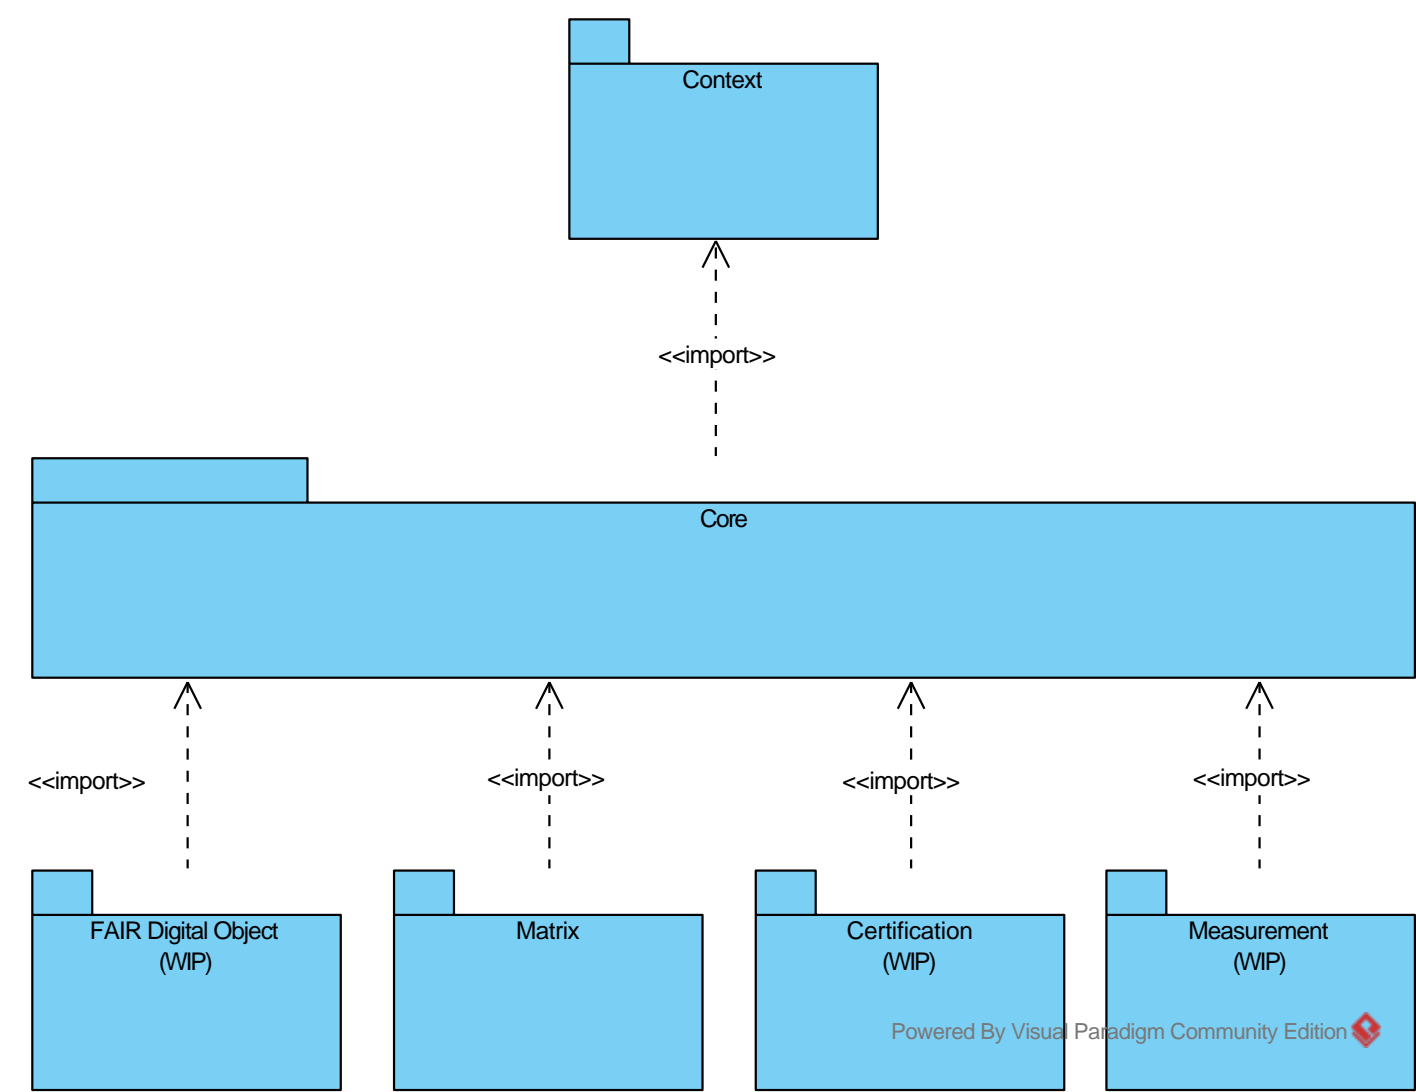 Context
<<import>>
Core
<<import>>
<<import>>
<<import>>
<<import>>
FAIR Digital Object
(WIP)
Matrix
Certification
(WIP)
Measurement
(WIP)
Powered By Visual Paradigm Community Edition